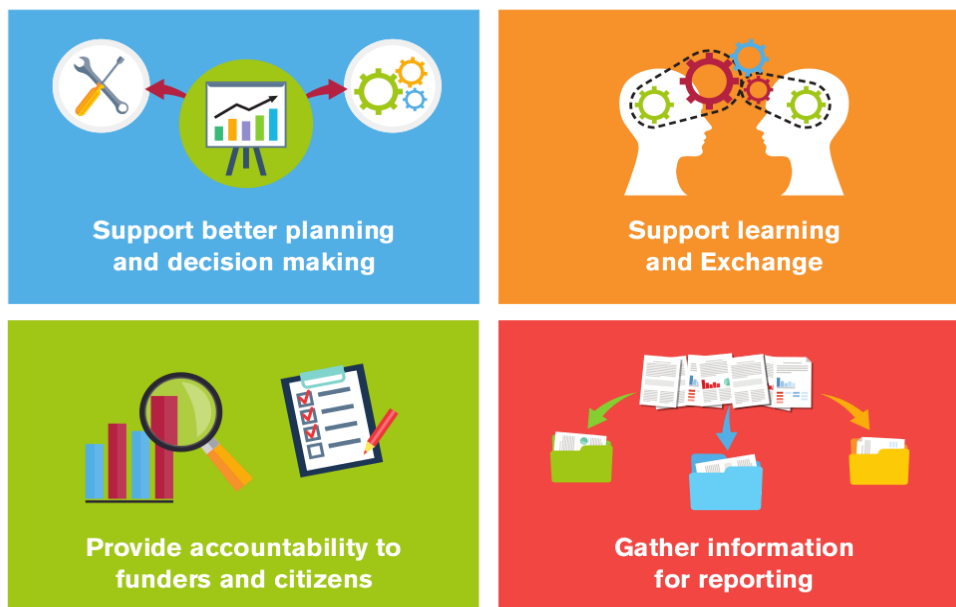 Support better planning
and decision making
Support learning
and Exchange
Provide accountability to
funders and citizens
Gather information
for reporting